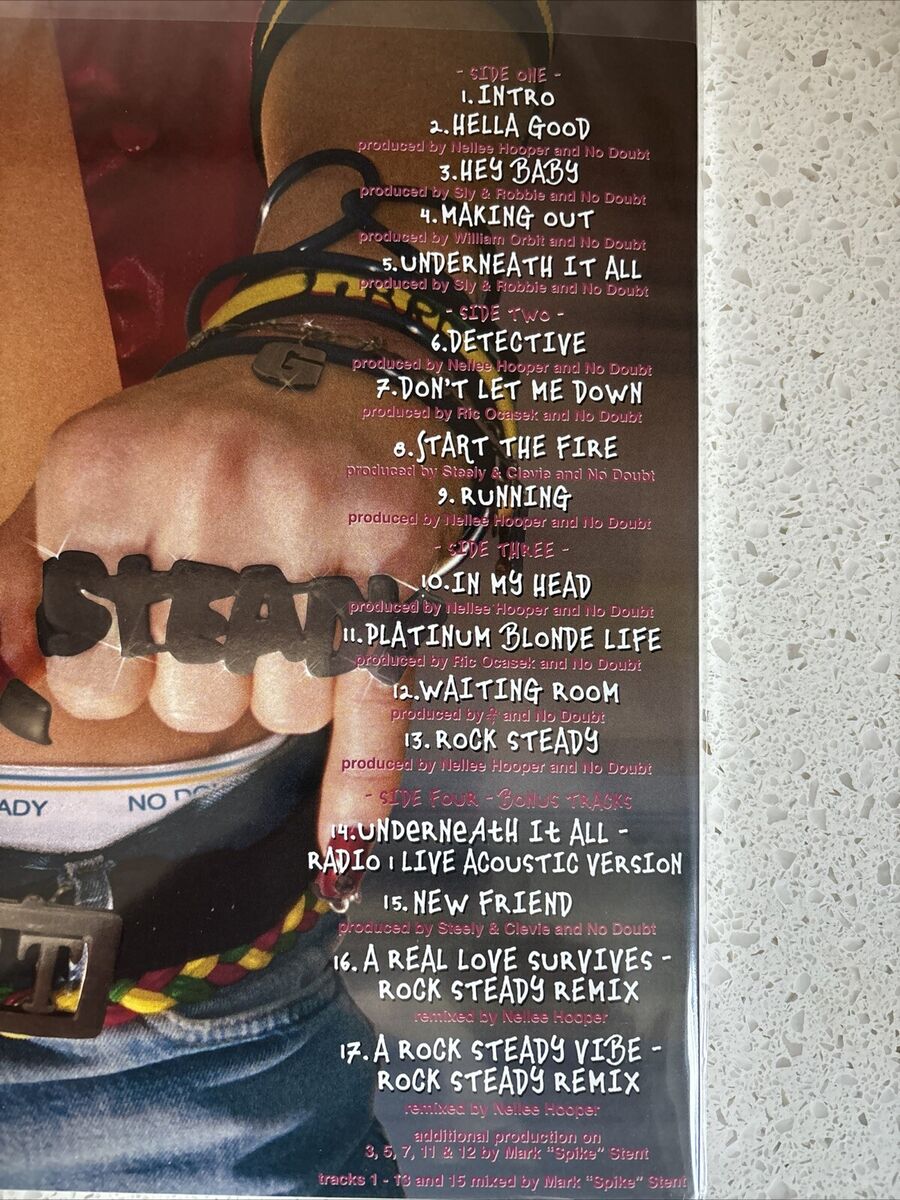 - SIDE ONE -
1. INTRO
2. HELLA GOOD
produced by Nellee Hooper and No Doubt
3. HEY BABY
produced by Sly & Robbie and No Doubt
4. MAKING OUT
produced by William Orbit and No Doubt
5. UNDERNEATH IT ALL
produced by Sly & Robbie and No Doubt
- SIDE TWO -
6. DETECTIVE
produced by Nellee Hooper and No Doubt
7. DON'T LET ME DOWN
produced by Ric Ocasek and No Doubt
8. START THE FIRE
produced by Steely & Clevie and No Doubt
9. RUNNING
produced by Nellee Hooper and No Doubt
- SIDE THREE -
10. IN MY HEAD
produced by Nellee Hooper and No Doubt
11. PLATINUM BLONDE LIFE
produced by Ric Ocasek and No Doubt
12. WAITING ROOM
produced by and No Doubt
13. ROCK STEADY
produced by Nellee Hooper and No Doubt
- SIDE FOUR - BONUS TRACKS
14. UNDERNEATH IT ALL -
RADIO 1 LIVE ACOUSTIC VERSION
15. NEW FRIEND
produced by Steely & Clevie and No Doubt
16. A REAL LOVE SURVIVES -
ROCK STEADY REMIX
remixed by Nellee Hooper
17. A ROCK STEADY VIBE -
ROCK STEADY REMIX
remixed by Nellee Hooper
additional production on
3, 5, 7, 11 & 12 by Mark "Spike" Stent
tracks 1 - 13 and 15 mixed by Mark "Spike" Stent
G
STEADY
ADY NO
T